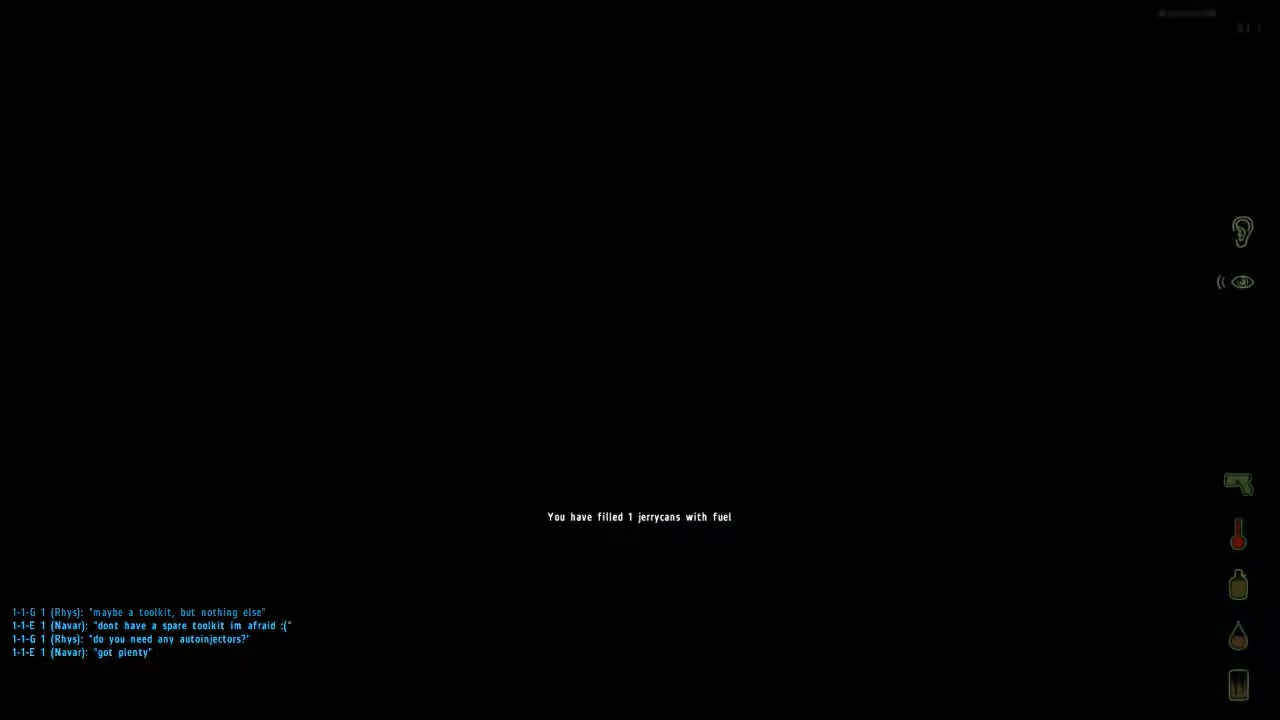 You have filled 1 jerrycans with fuel
1-1-G 1 (Rhys): "maybe a toolkit, but nothing else"
1-1-E 1 (Navar): "dont have a spare toolkit im afraid :("
1-1-G 1 (Rhys): "do you need any autoinjectors?"
1-1-E 1 (Navar): "got plenty"